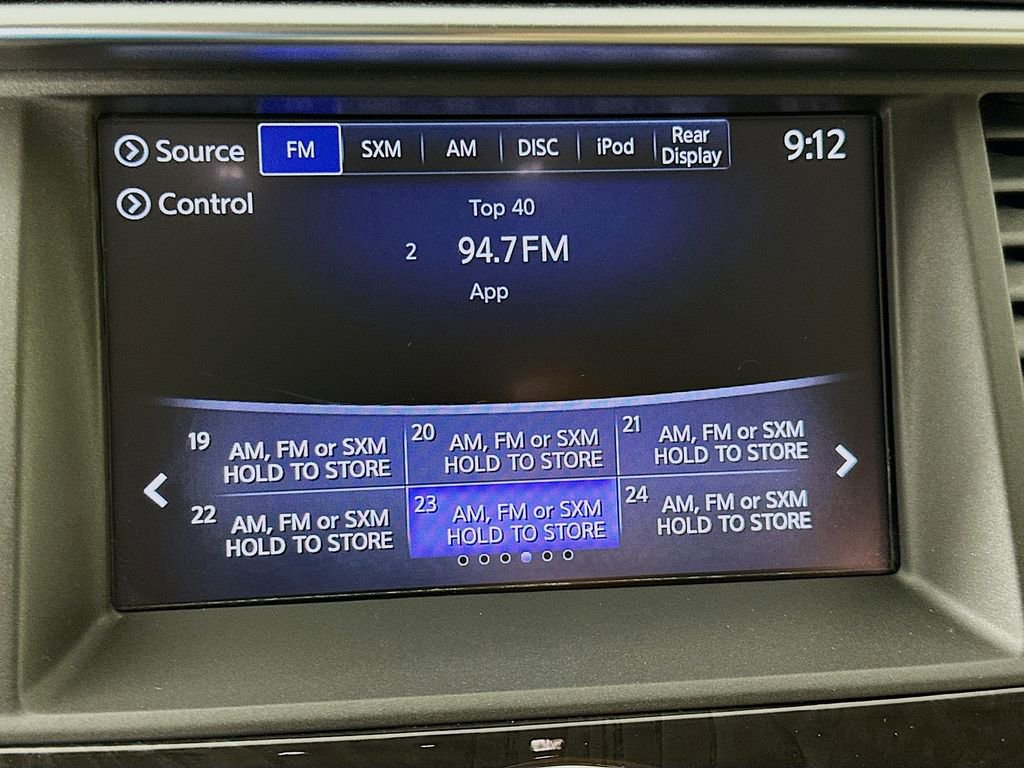 Source FM SXM AM DISC iPod Rear Display 9:12
Control
Top 40
2 94.7FM
App
19 AM, FM or SXM HOLD TO STORE
20 AM, FM or SXM HOLD TO STORE
21 AM, FM or SXM HOLD TO STORE
22 AM, FM or SXM HOLD TO STORE
23 AM, FM or SXM HOLD TO STORE
24 AM, FM or SXM HOLD TO STORE